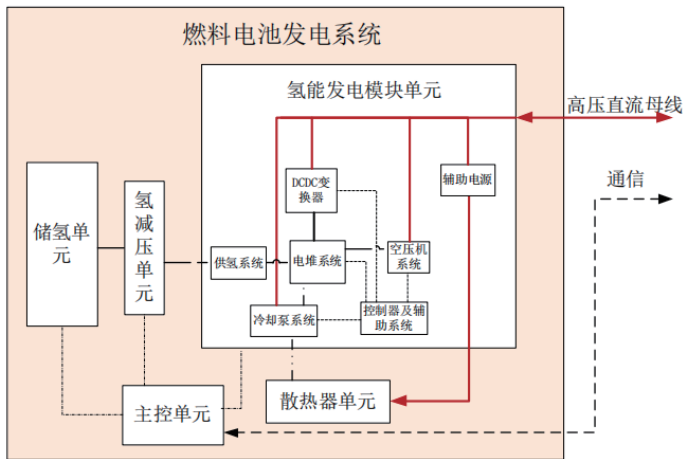 燃料电池发电系统
氢能发电模块单元
高压直流母线
DCDC变
换器
辅助电源
通信
储氢单
元
氢
减
压
单
元
供氢系统
电堆系统
空压机
系统
冷却泵系统
控制器及辅
助系统
散热器单元
主控单元